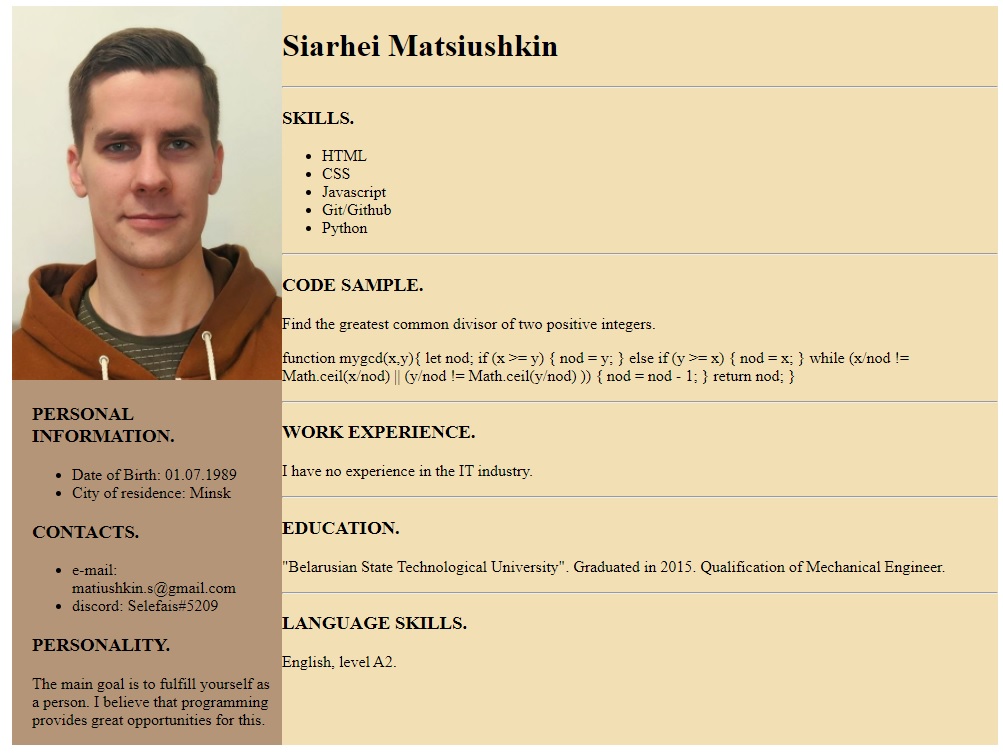 Siarhei Matsiushkin
SKILLS.
HTML
CSS
Javascript
Git/Github
Python
CODE SAMPLE.
Find the greatest common divisor of two positive integers.
function mygcd(x,y){ let nod; if (x >= y) { nod = y; } else if (y >= x) { nod = x; } while (x/nod !=
Math.ceil(x/nod) || (y/nod != Math.ceil(y/nod) )) { nod = nod - 1; } return nod; }
WORK EXPERIENCE.
I have no experience in the IT industry.
EDUCATION.
"Belarusian State Technological University". Graduated in 2015. Qualification of Mechanical Engineer.
LANGUAGE SKILLS.
English, level A2.
PERSONAL
INFORMATION.
Date of Birth: 01.07.1989
City of residence: Minsk
CONTACTS.
e-mail:
matiushkin.s@gmail.com
discord: Selefais#5209
PERSONALITY.
The main goal is to fulfill yourself as
a person. I believe that programming
provides great opportunities for this.